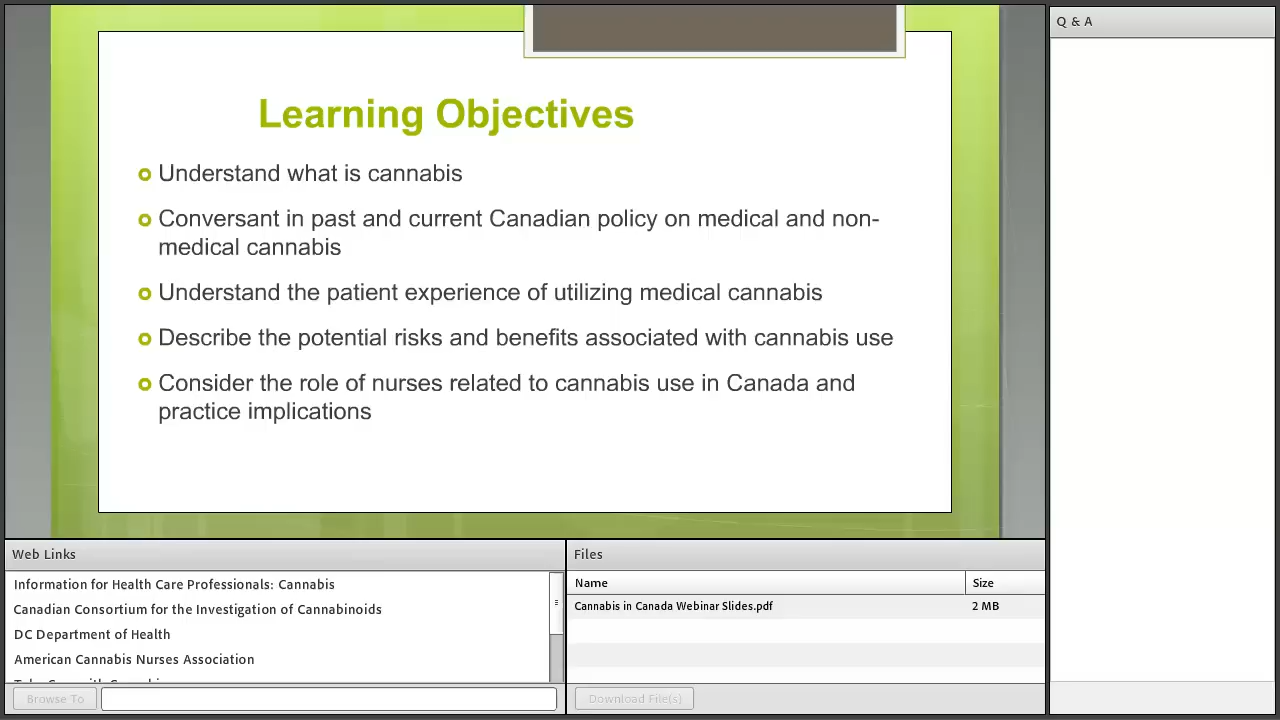 Learning Objectives
Understand what is cannabis
Conversant in past and current Canadian policy on medical and non-
medical cannabis
Understand the patient experience of utilizing medical cannabis
Describe the potential risks and benefits associated with cannabis use
Consider the role of nurses related to cannabis use in Canada and
practice implications
Q & A
Web Links
Information for Health Care Professionals: Cannabis
Canadian Consortium for the Investigation of Cannabinoids
DC Department of Health
American Cannabis Nurses Association
Browse To
Files
Name Size
Cannabis in Canada Webinar Slides.pdf 2 MB
Download File(s)